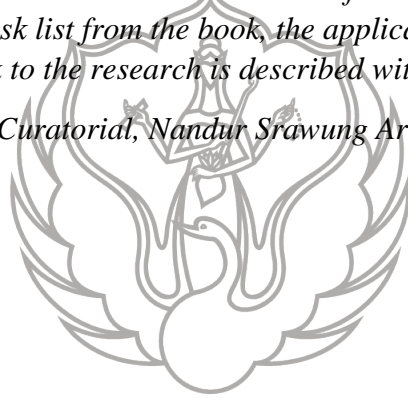 sk list from the book, the applica
to the research is described wit
Curatorial, Nandur Srawung Ar